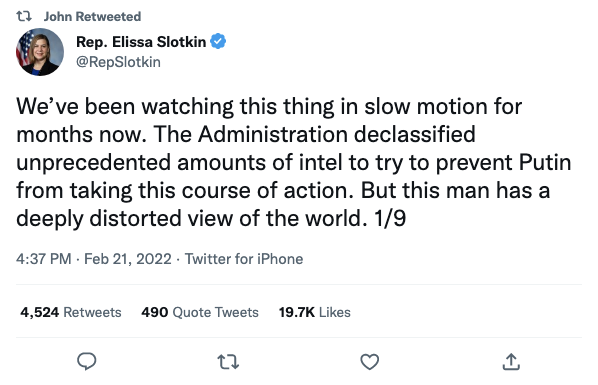 John Retweeted
Rep. Elissa Slotkin
@RepSlotkin
We’ve been watching this thing in slow motion for
months now. The Administration declassified
unprecedented amounts of intel to try to prevent Putin
from taking this course of action. But this man has a
deeply distorted view of the world. 1/9
4:37 PM · Feb 21, 2022 · Twitter for iPhone
4,524 Retweets 490 Quote Tweets 19.7K Likes